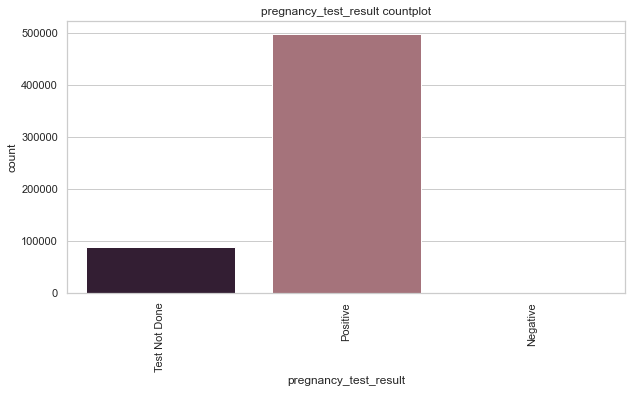 pregnancy_test_result countplot
500000
400000
300000
200000
100000
0
count
Test Not Done
Positive
Negative
pregnancy_test_result